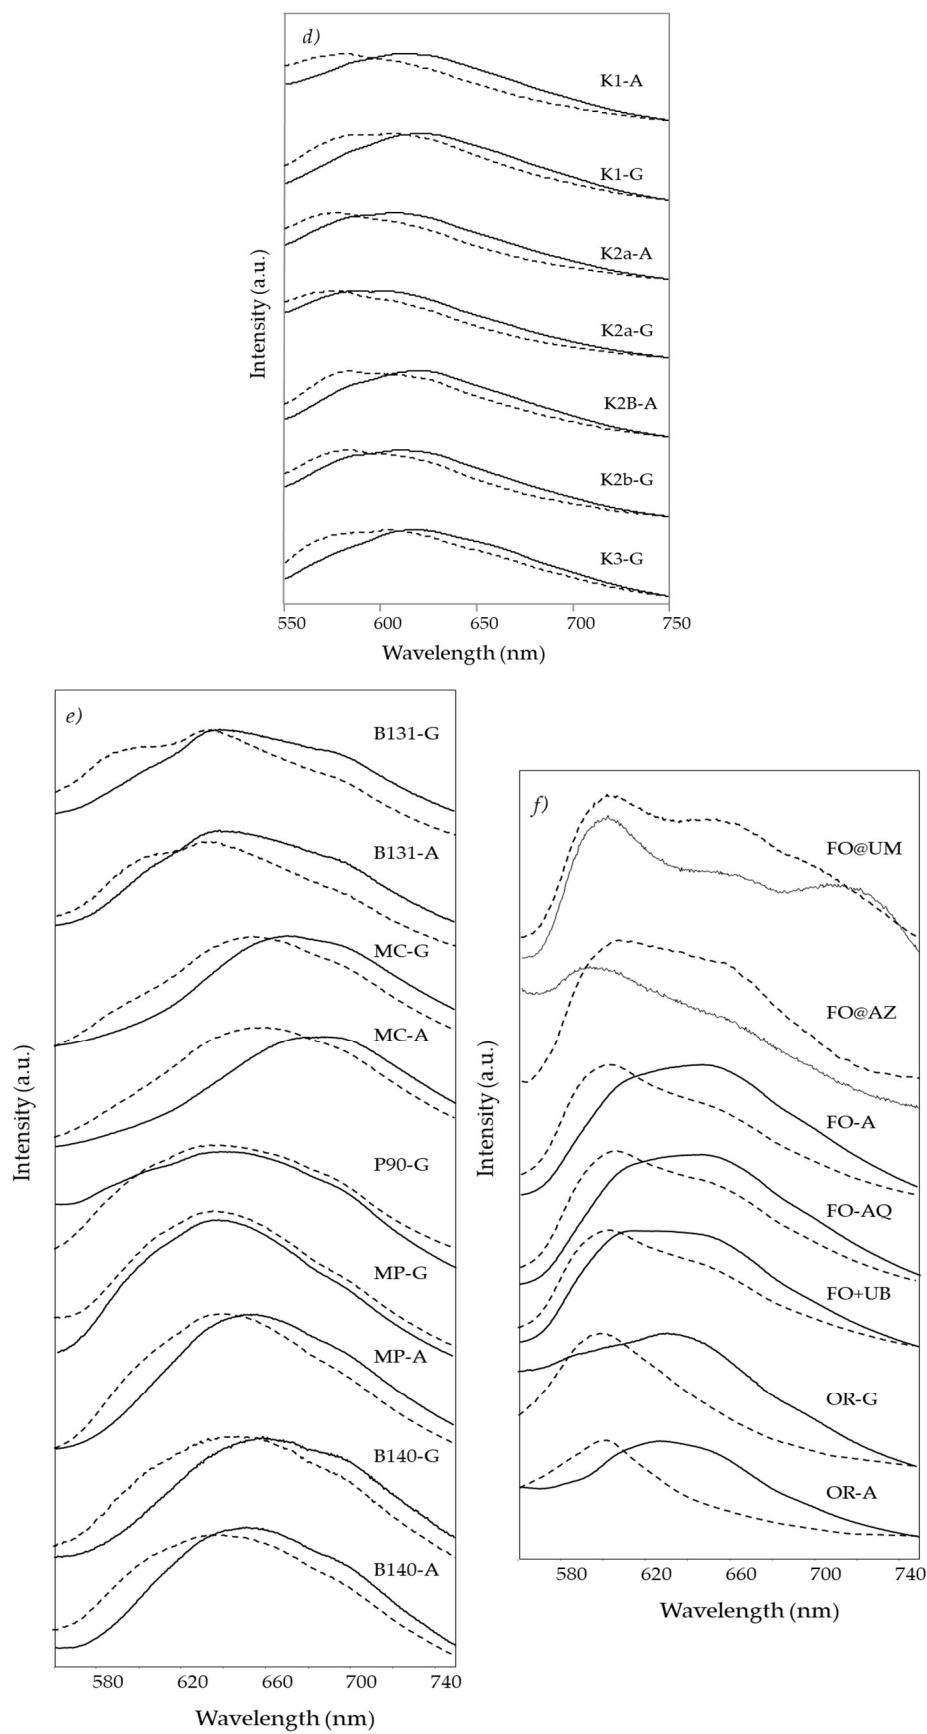 d)
K1-A
K1-G
K2a-A
K2a-G
K2B-A
K2b-G
K3-G
Intensity (a.u.)
550 600 650 700 750
Wavelength (nm)
e)
B131-G
B131-A
MC-G
MC-A
P90-G
MP-G
MP-A
B140-G
B140-A
Intensity (a.u.)
580 620 660 700 740
Wavelength (nm)
f)
FO@UM
FO@AZ
FO-A
FO-AQ
FO+UB
OR-G
OR-A
Intensity (a.u.)
580 620 660 700 740
Wavelength (nm)